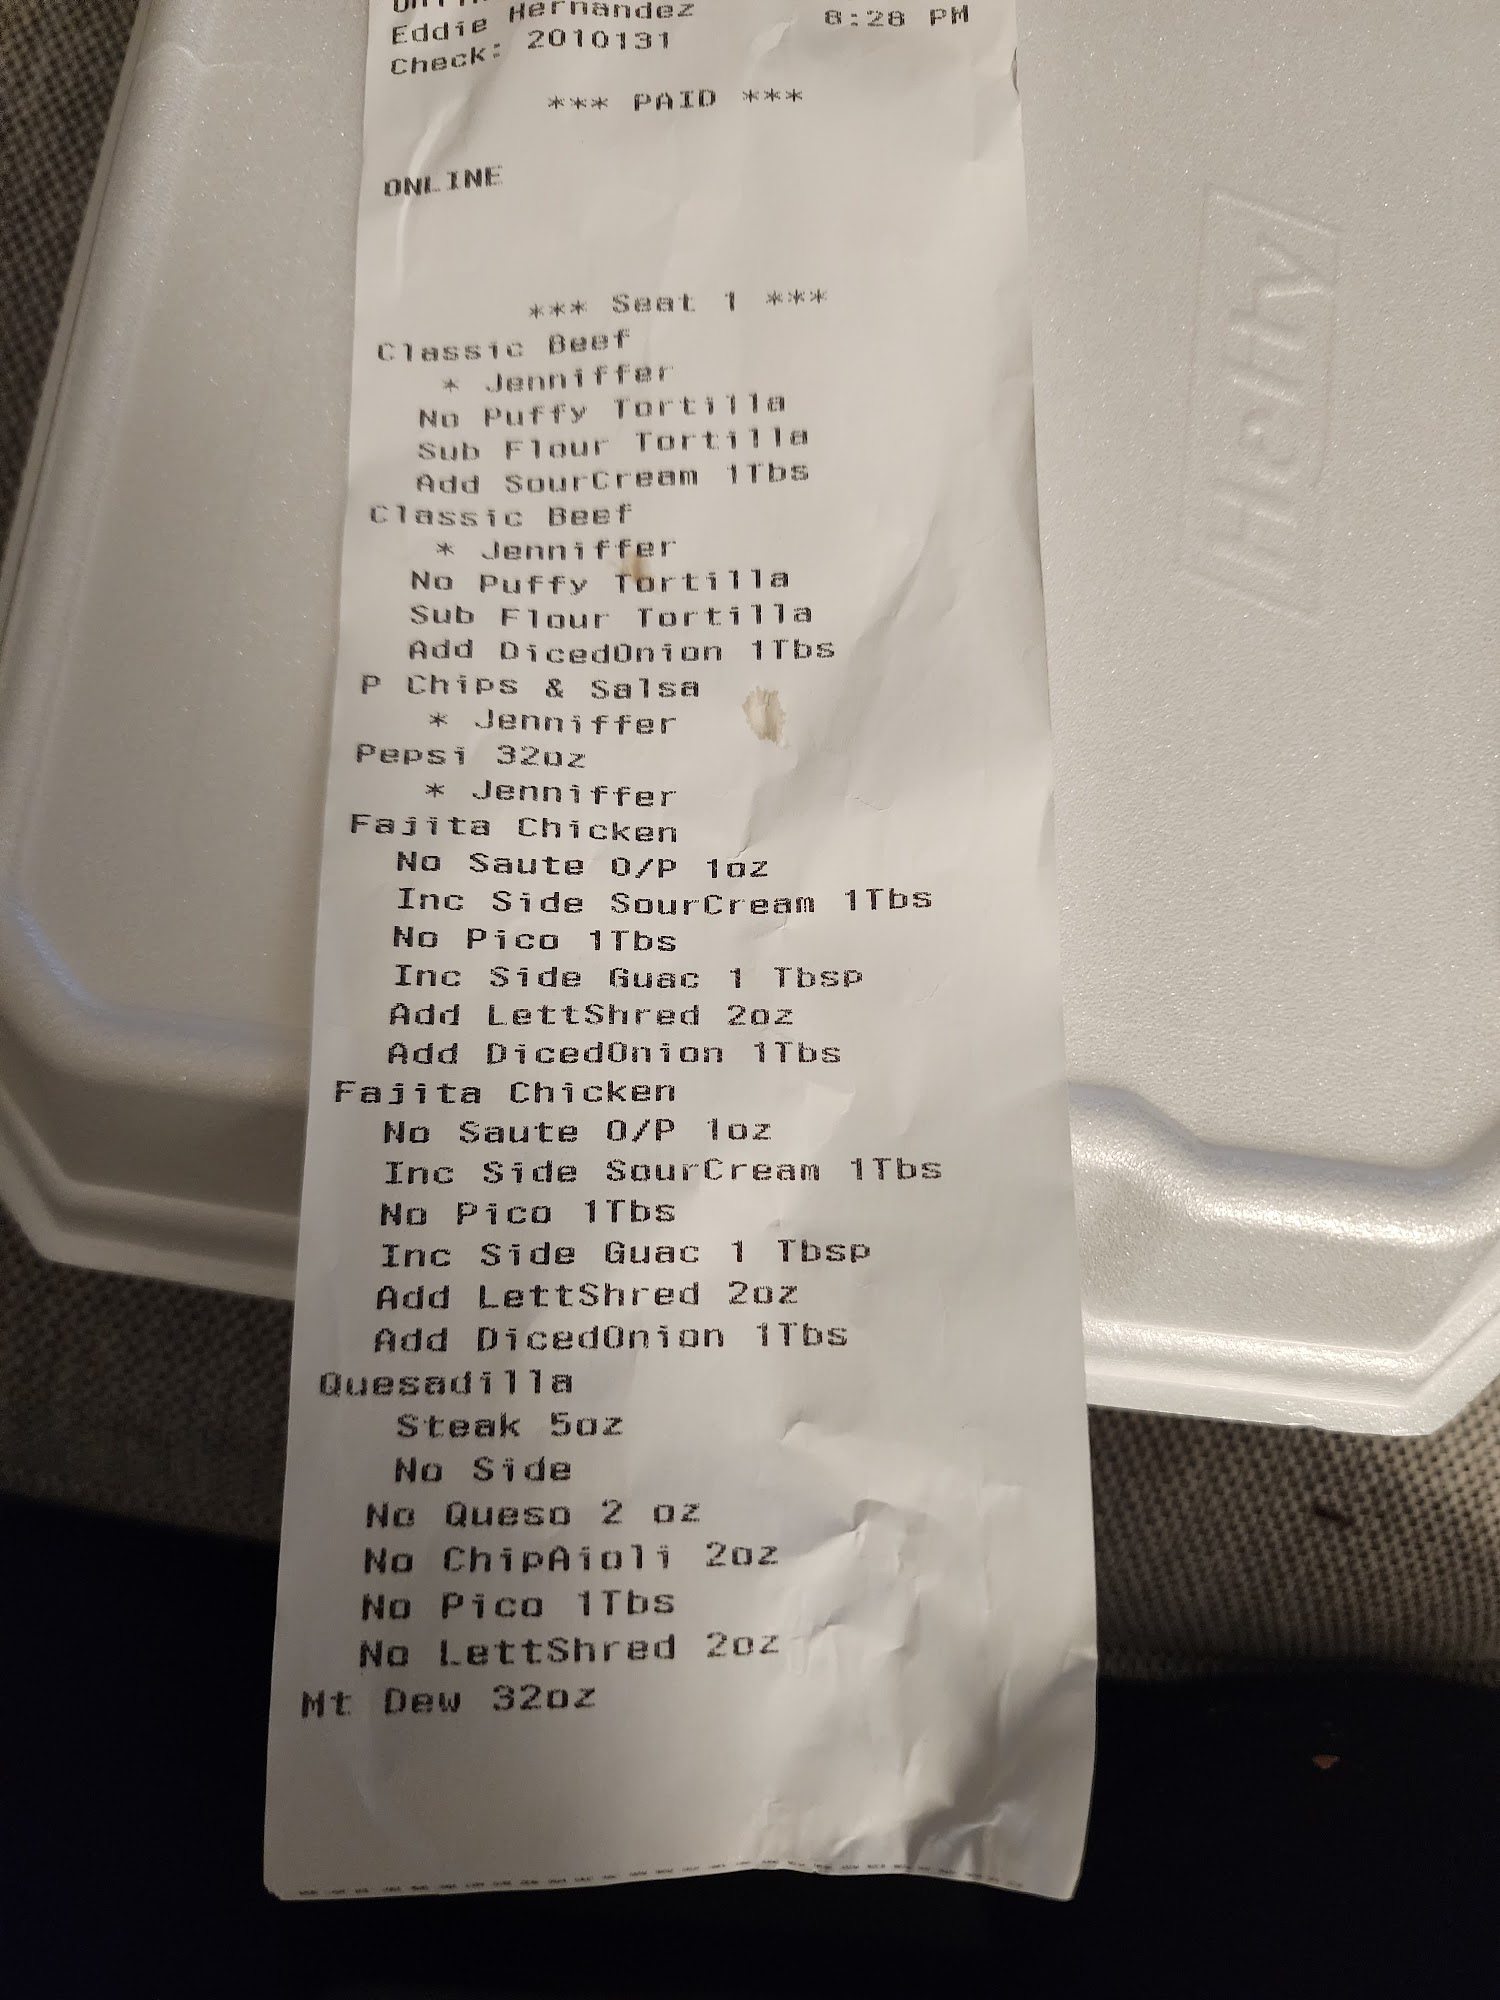 Eddie Hernandez 8:28 PM
Check: 2010131
*** PAID ***
ONLINE
*** Seat 1 ***
Classic Beef
* Jenniffer
No Puffy Tortilla
Sub Flour Tortilla
Add SourCream 1Tbs
Classic Beef
* Jenniffer
No Puffy Tortilla
Sub Flour Tortilla
Add DicedOnion 1Tbs
P Chips & Salsa
* Jenniffer
Pepsi 32oz
* Jenniffer
Fajita Chicken
No Saute O/P 1oz
Inc Side SourCream 1Tbs
No Pico 1Tbs
Inc Side Guac 1 Tbsp
Add LettShred 2oz
Add DicedOnion 1Tbs
Fajita Chicken
No Saute O/P 1oz
Inc Side SourCream 1Tbs
No Pico 1Tbs
Inc Side Guac 1 Tbsp
Add LettShred 2oz
Add DicedOnion 1Tbs
Quesadilla
Steak 5oz
No Side
No Queso 2 oz
No ChipAioli 2oz
No Pico 1Tbs
No LettShred 2oz
Mt Dew 32oz
Hefty